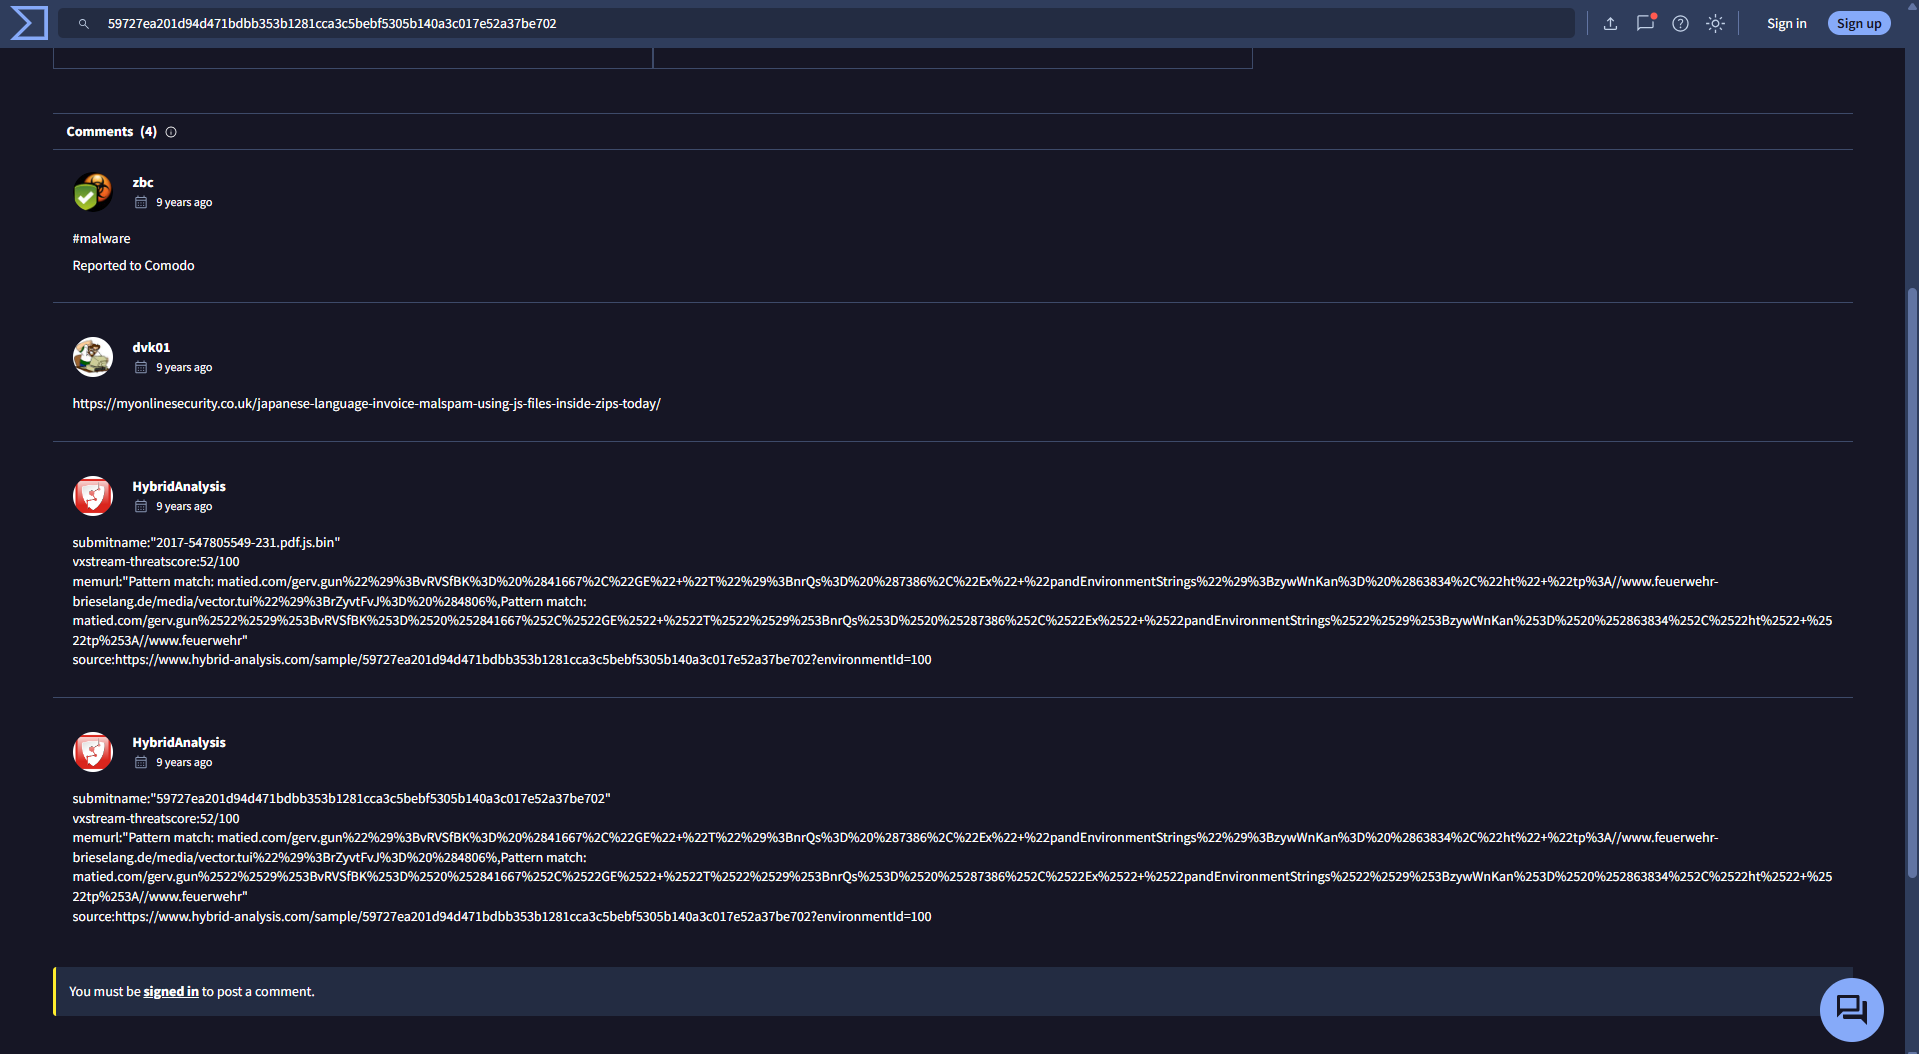 59727ea201d94d471bdbb353b1281cca3c5bebf5305b140a3c017e52a37be702
Sign in
Sign up
Comments (4)
zbc
9 years ago
#malware
Reported to Comodo
dvk01
9 years ago
https://myonlinesecurity.co.uk/japanese-language-invoice-malspam-using-js-files-inside-zips-today/
HybridAnalysis
9 years ago
submitname:"2017-547805549-231.pdf.js.bin"
vxstream-threatscore:52/100
memurl:"Pattern match: matied.com/gerv.gun%22%29%3BvRVSfBK%3D%20%2841667%2C%22GE%22+%22T%22%29%3BnrQs%3D%20%287386%2C%22Ex%22+%22pandEnvironmentStrings%22%29%3BzywWnKan%3D%20%2863834%2C%22ht%22+%22tp%3A//www.feuerwehr-
brieselang.de/media/vector.tui%22%29%3BrZyvtFvJ%3D%20%284806%,Pattern match:
matied.com/gerv.gun%2522%2529%253BvRVSfBK%253D%2520%252841667%252C%2522GE%2522+%2522T%2522%2529%253BnrQs%253D%2520%25287386%252C%2522Ex%2522+%2522pandEnvironmentStrings%2522%2529%253BzywWnKan%253D%2520%252863834%252C%2522ht%2522+%25
22tp%253A//www.feuerwehr"
source:https://www.hybrid-analysis.com/sample/59727ea201d94d471bdbb353b1281cca3c5bebf5305b140a3c017e52a37be702?environmentId=100
HybridAnalysis
9 years ago
submitname:"59727ea201d94d471bdbb353b1281cca3c5bebf5305b140a3c017e52a37be702"
vxstream-threatscore:52/100
memurl:"Pattern match: matied.com/gerv.gun%22%29%3BvRVSfBK%3D%20%2841667%2C%22GE%22+%22T%22%29%3BnrQs%3D%20%287386%2C%22Ex%22+%22pandEnvironmentStrings%22%29%3BzywWnKan%3D%20%2863834%2C%22ht%22+%22tp%3A//www.feuerwehr-
brieselang.de/media/vector.tui%22%29%3BrZyvtFvJ%3D%20%284806%,Pattern match:
matied.com/gerv.gun%2522%2529%253BvRVSfBK%253D%2520%252841667%252C%2522GE%2522+%2522T%2522%2529%253BnrQs%253D%2520%25287386%252C%2522Ex%2522+%2522pandEnvironmentStrings%2522%2529%253BzywWnKan%253D%2520%252863834%252C%2522ht%2522+%25
22tp%253A//www.feuerwehr"
source:https://www.hybrid-analysis.com/sample/59727ea201d94d471bdbb353b1281cca3c5bebf5305b140a3c017e52a37be702?environmentId=100
You must be signed in to post a comment.